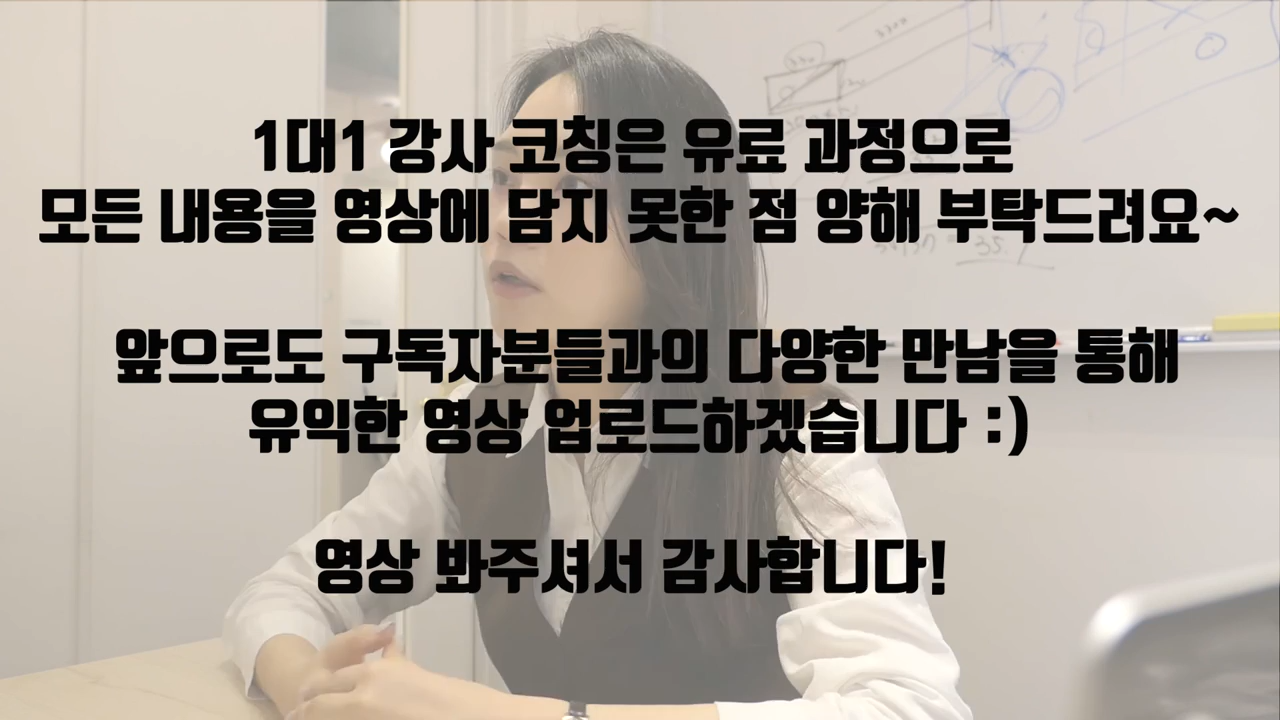 1대1 강사 코칭은 유료 과정으로
모든 내용을 영상에 담지 못한 점 양해 부탁드려요~
앞으로도 구독자분들과의 다양한 만남을 통해
유익한 영상 업로드하겠습니다 :)
영상 봐주셔서 감사합니다!